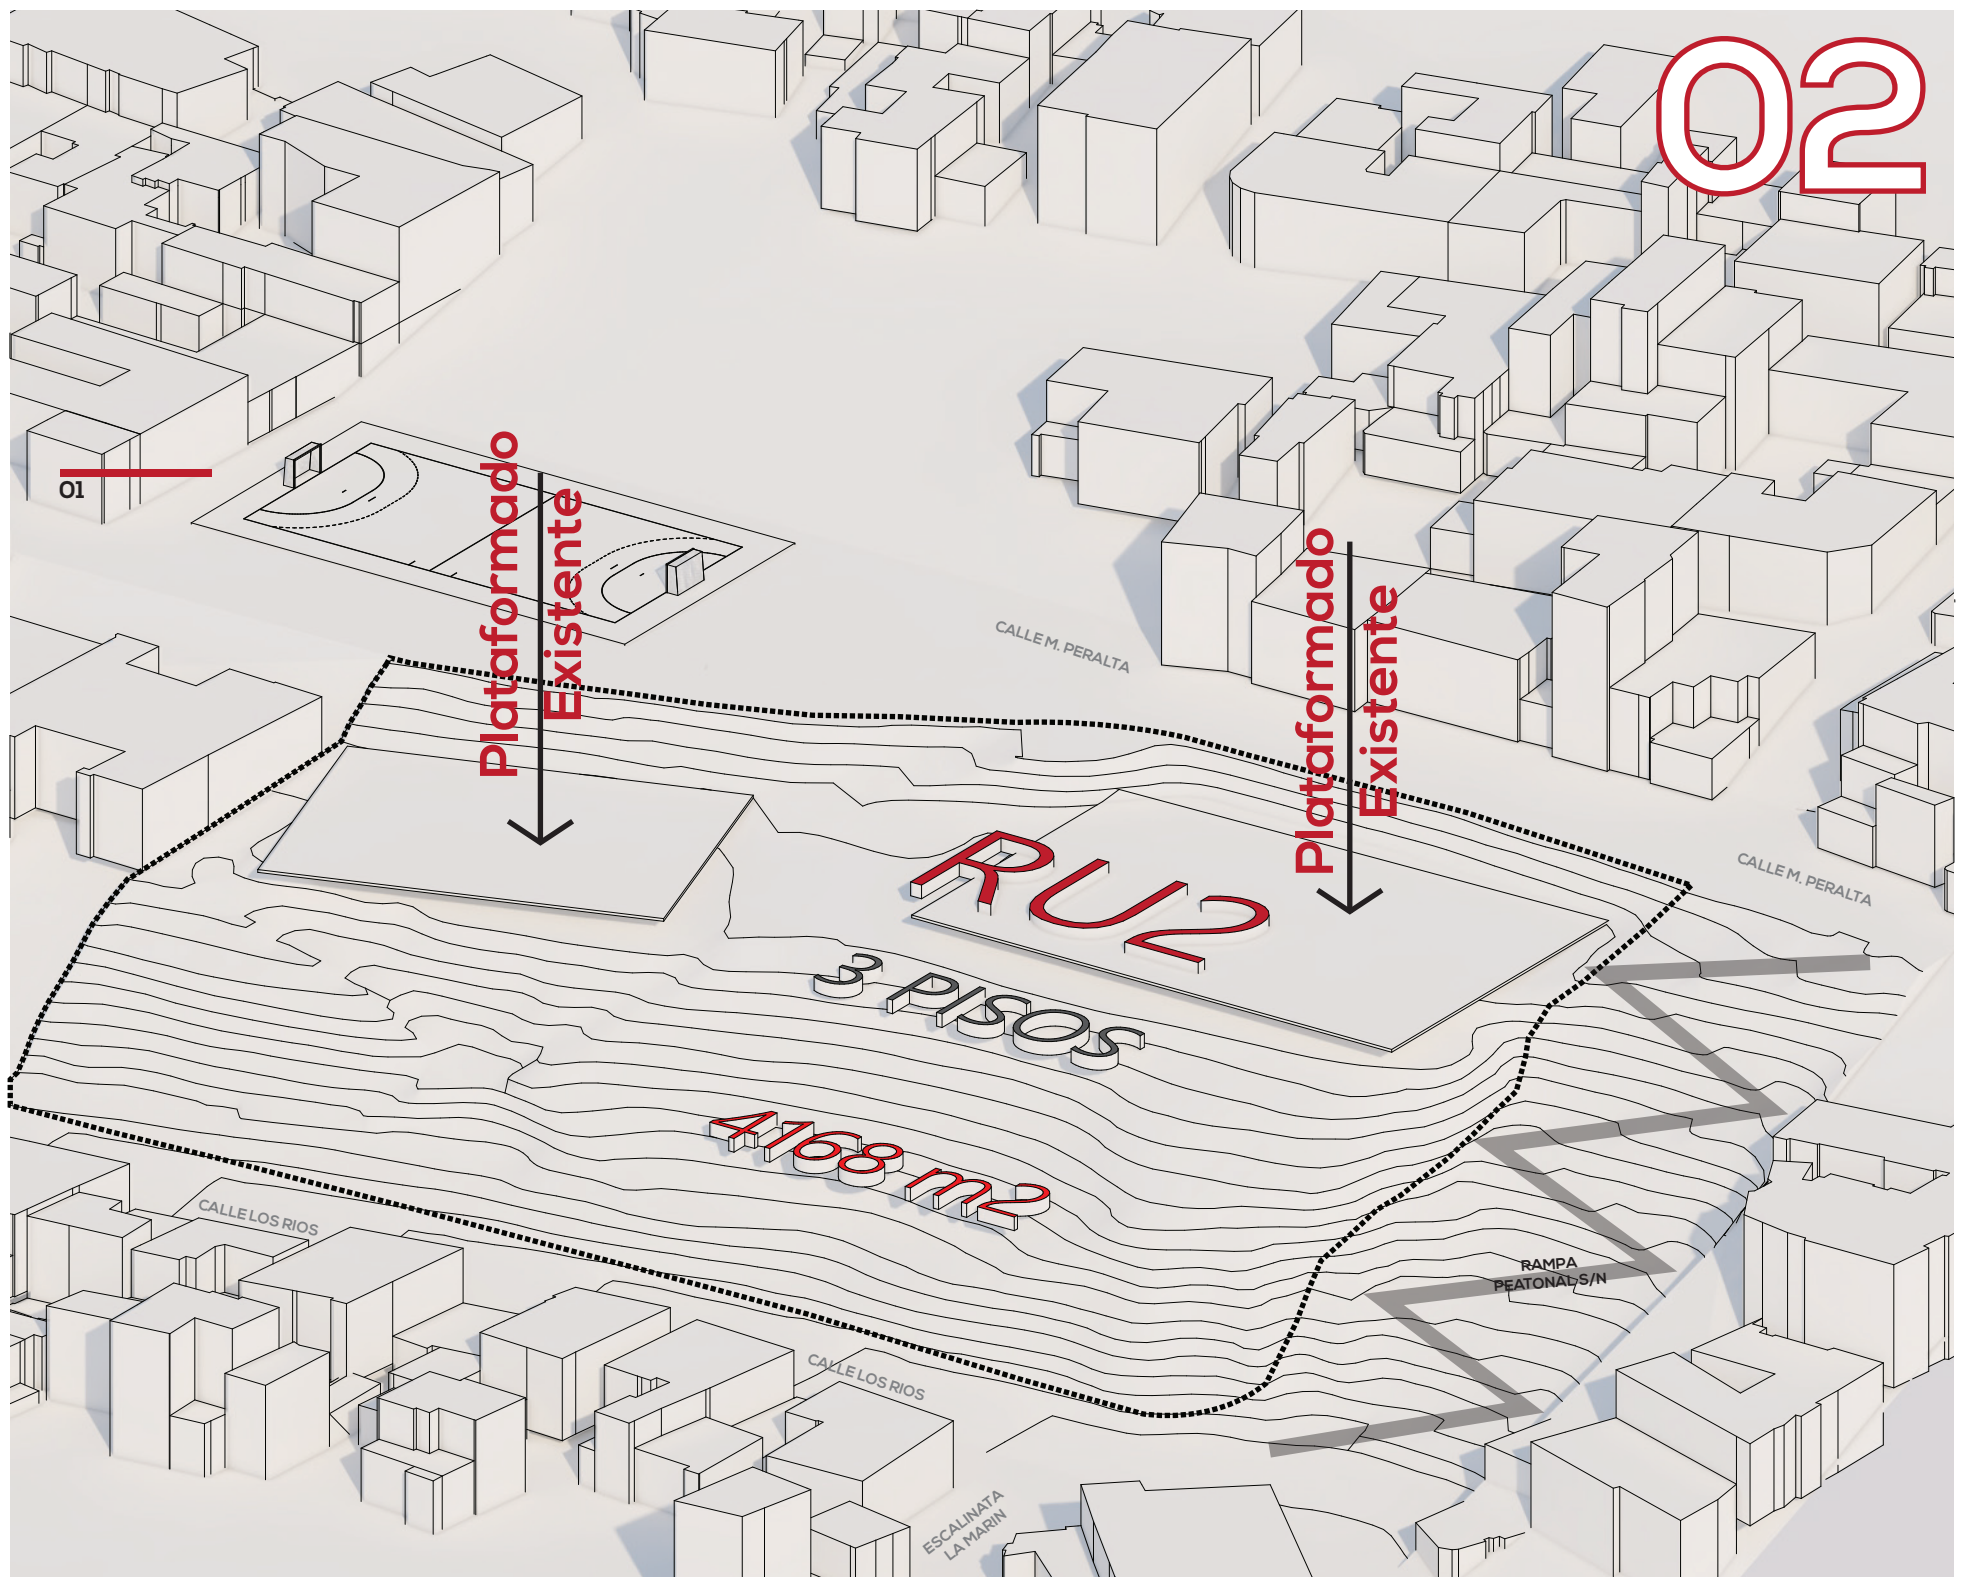 02
01
Plataformado
Existente
Plataformado
Existente
CALLE M. PERALTA
CALLE M. PERALTA
RU2
3 PISOS
4168 m2
CALLE LOS RIOS
RAMPA
PEATONAL S/N
CALLE LOS RIOS
ESCALINATA
LA MARIN